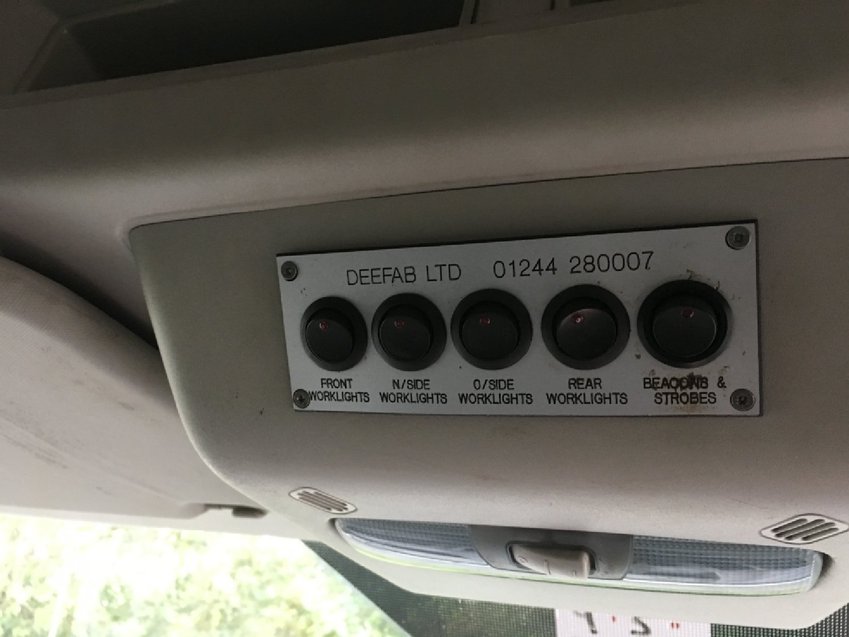 DEEFAB LTD 01244 280007
FRONT WORKLIGHTS
N/SIDE WORKLIGHTS
O/SIDE WORKLIGHTS
REAR WORKLIGHTS
BEACONS & STROBES